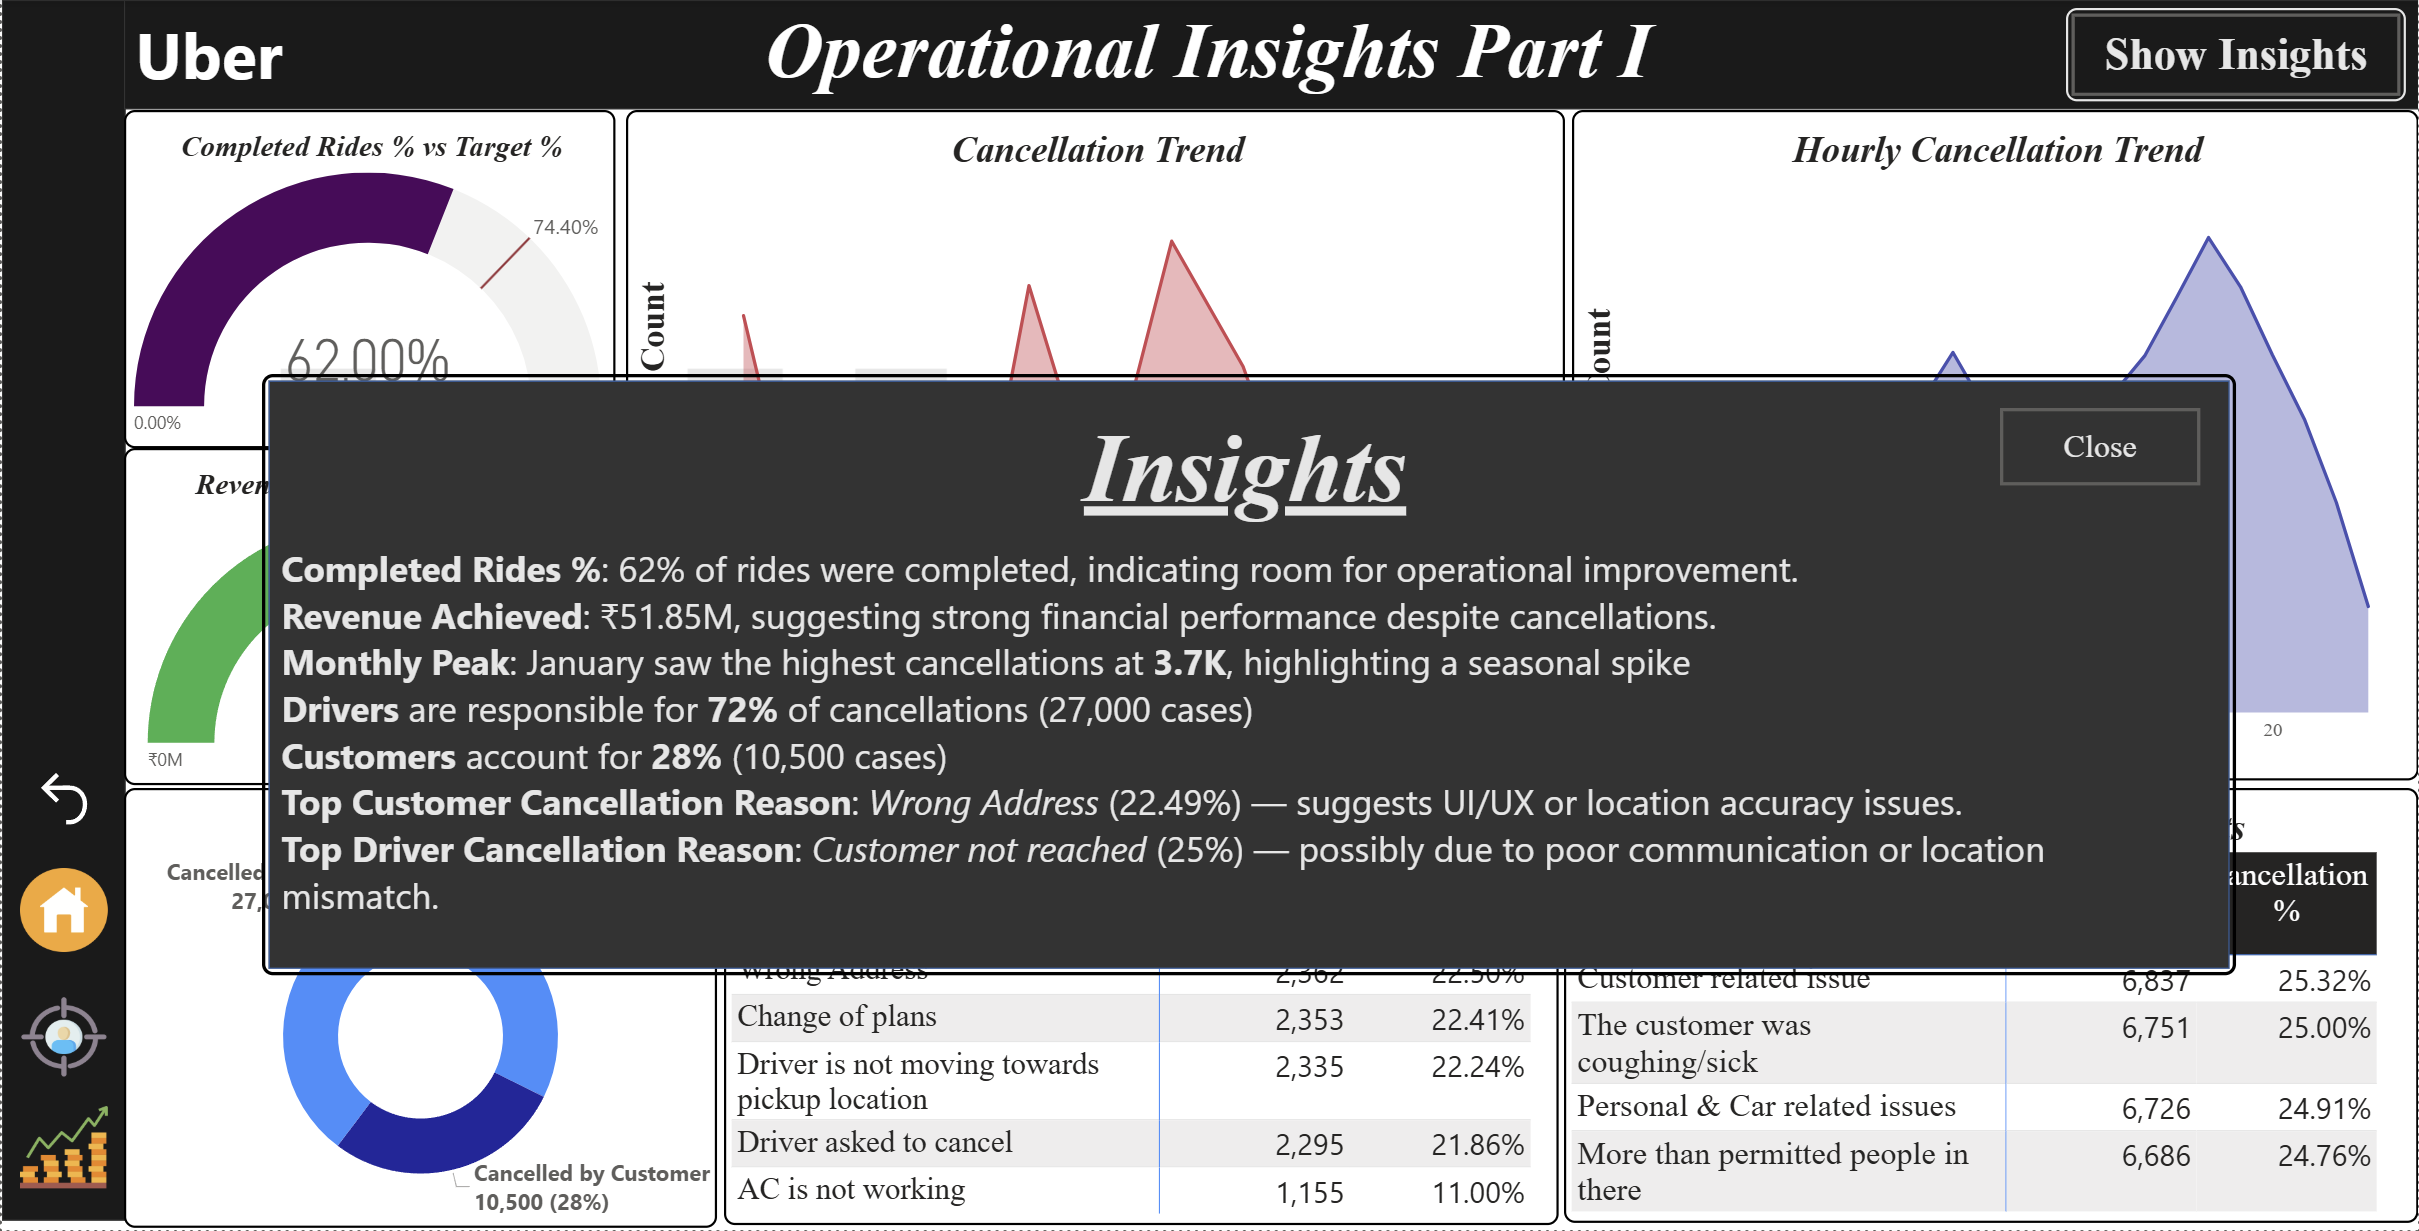 Uber
Operational Insights Part I
Show Insights
Completed Rides % vs Target %
74.40%
62.00%
0.00%
Cancellation Trend
Count
Hourly Cancellation Trend
20
₹0M
Insights
Close
Completed Rides %: 62% of rides were completed, indicating room for operational improvement.
Revenue Achieved: ₹51.85M, suggesting strong financial performance despite cancellations.
Monthly Peak: January saw the highest cancellations at 3.7K, highlighting a seasonal spike
Drivers are responsible for 72% of cancellations (27,000 cases)
Customers account for 28% (10,500 cases)
Top Customer Cancellation Reason: Wrong Address (22.49%) — suggests UI/UX or location accuracy issues.
Top Driver Cancellation Reason: Customer not reached (25%) — possibly due to poor communication or location
mismatch.
Cancelled
Cancelled by Customer
10,500 (28%)
Wrong Address 2,362 22.50%
Change of plans 2,353 22.41%
Driver is not moving towards
pickup location 2,335 22.24%
Driver asked to cancel 2,295 21.86%
AC is not working 1,155 11.00%
%
Customer related issue 6,837 25.32%
The customer was
coughing/sick 6,751 25.00%
Personal & Car related issues 6,726 24.91%
More than permitted people in
there 6,686 24.76%